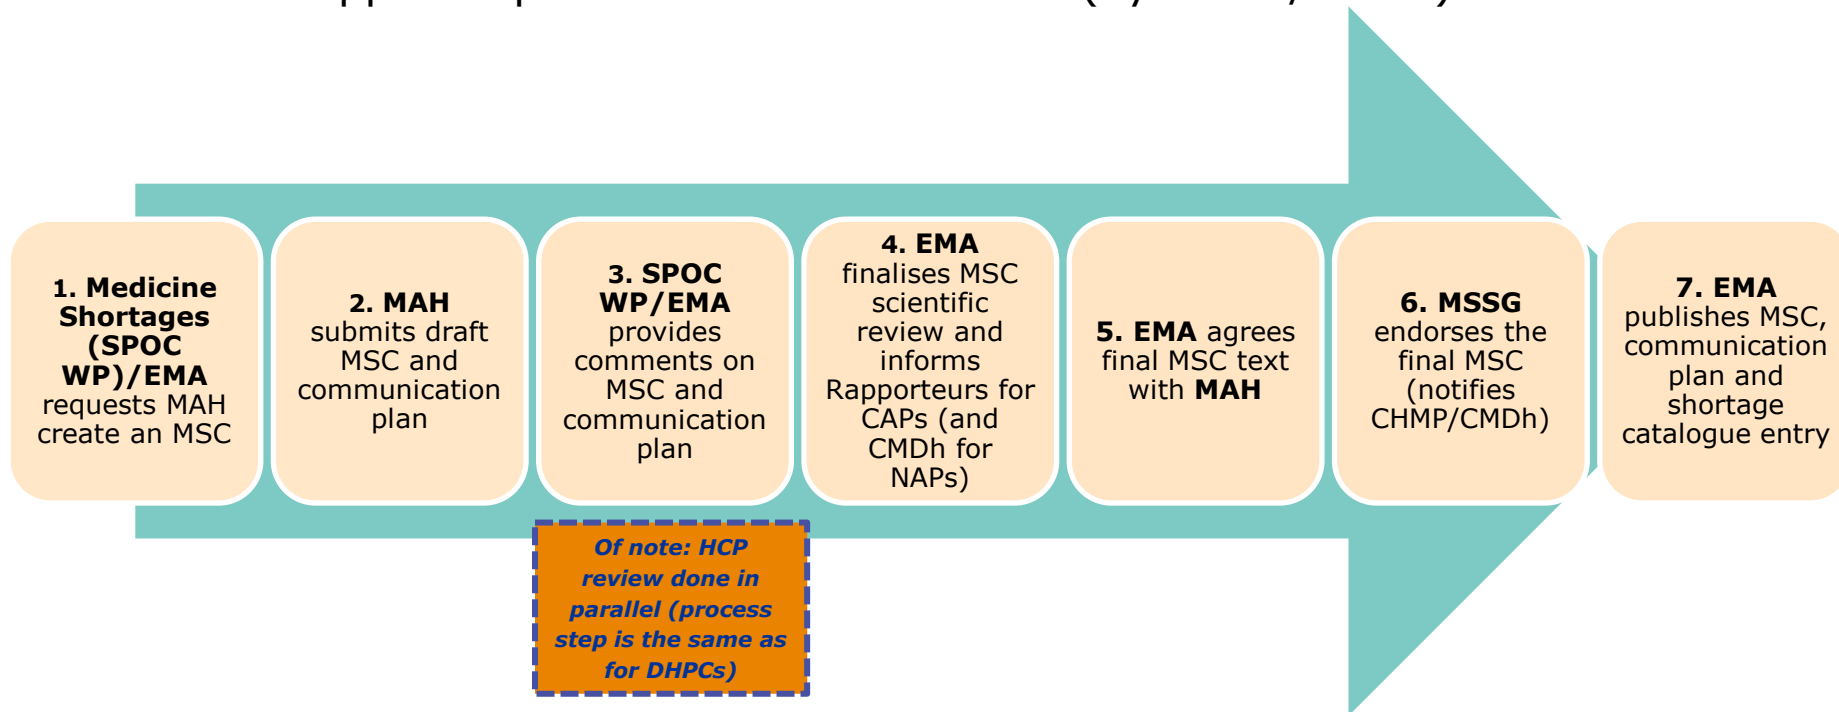 1. Medicine
Shortages
(SPOC
WP)/EMA
requests MAH
create an MSC
2. MAH
submits draft
MSC and
communication
plan
3. SPOC
WP/EMA
provides
comments on
MSC and
communication
plan
4. EMA
finalises MSC
scientific
review and
informs
Rapporteurs for
CAPs (and
CMDh for
NAPs)
5. EMA agrees
final MSC text
with MAH
6. MSSG
endorses the
final MSC
(notifies
CHMP/CMDh)
7. EMA
publishes MSC,
communication
plan and
shortage
catalogue entry
Of note: HCP
review done in
parallel (process
step is the same as
for DHPCs)